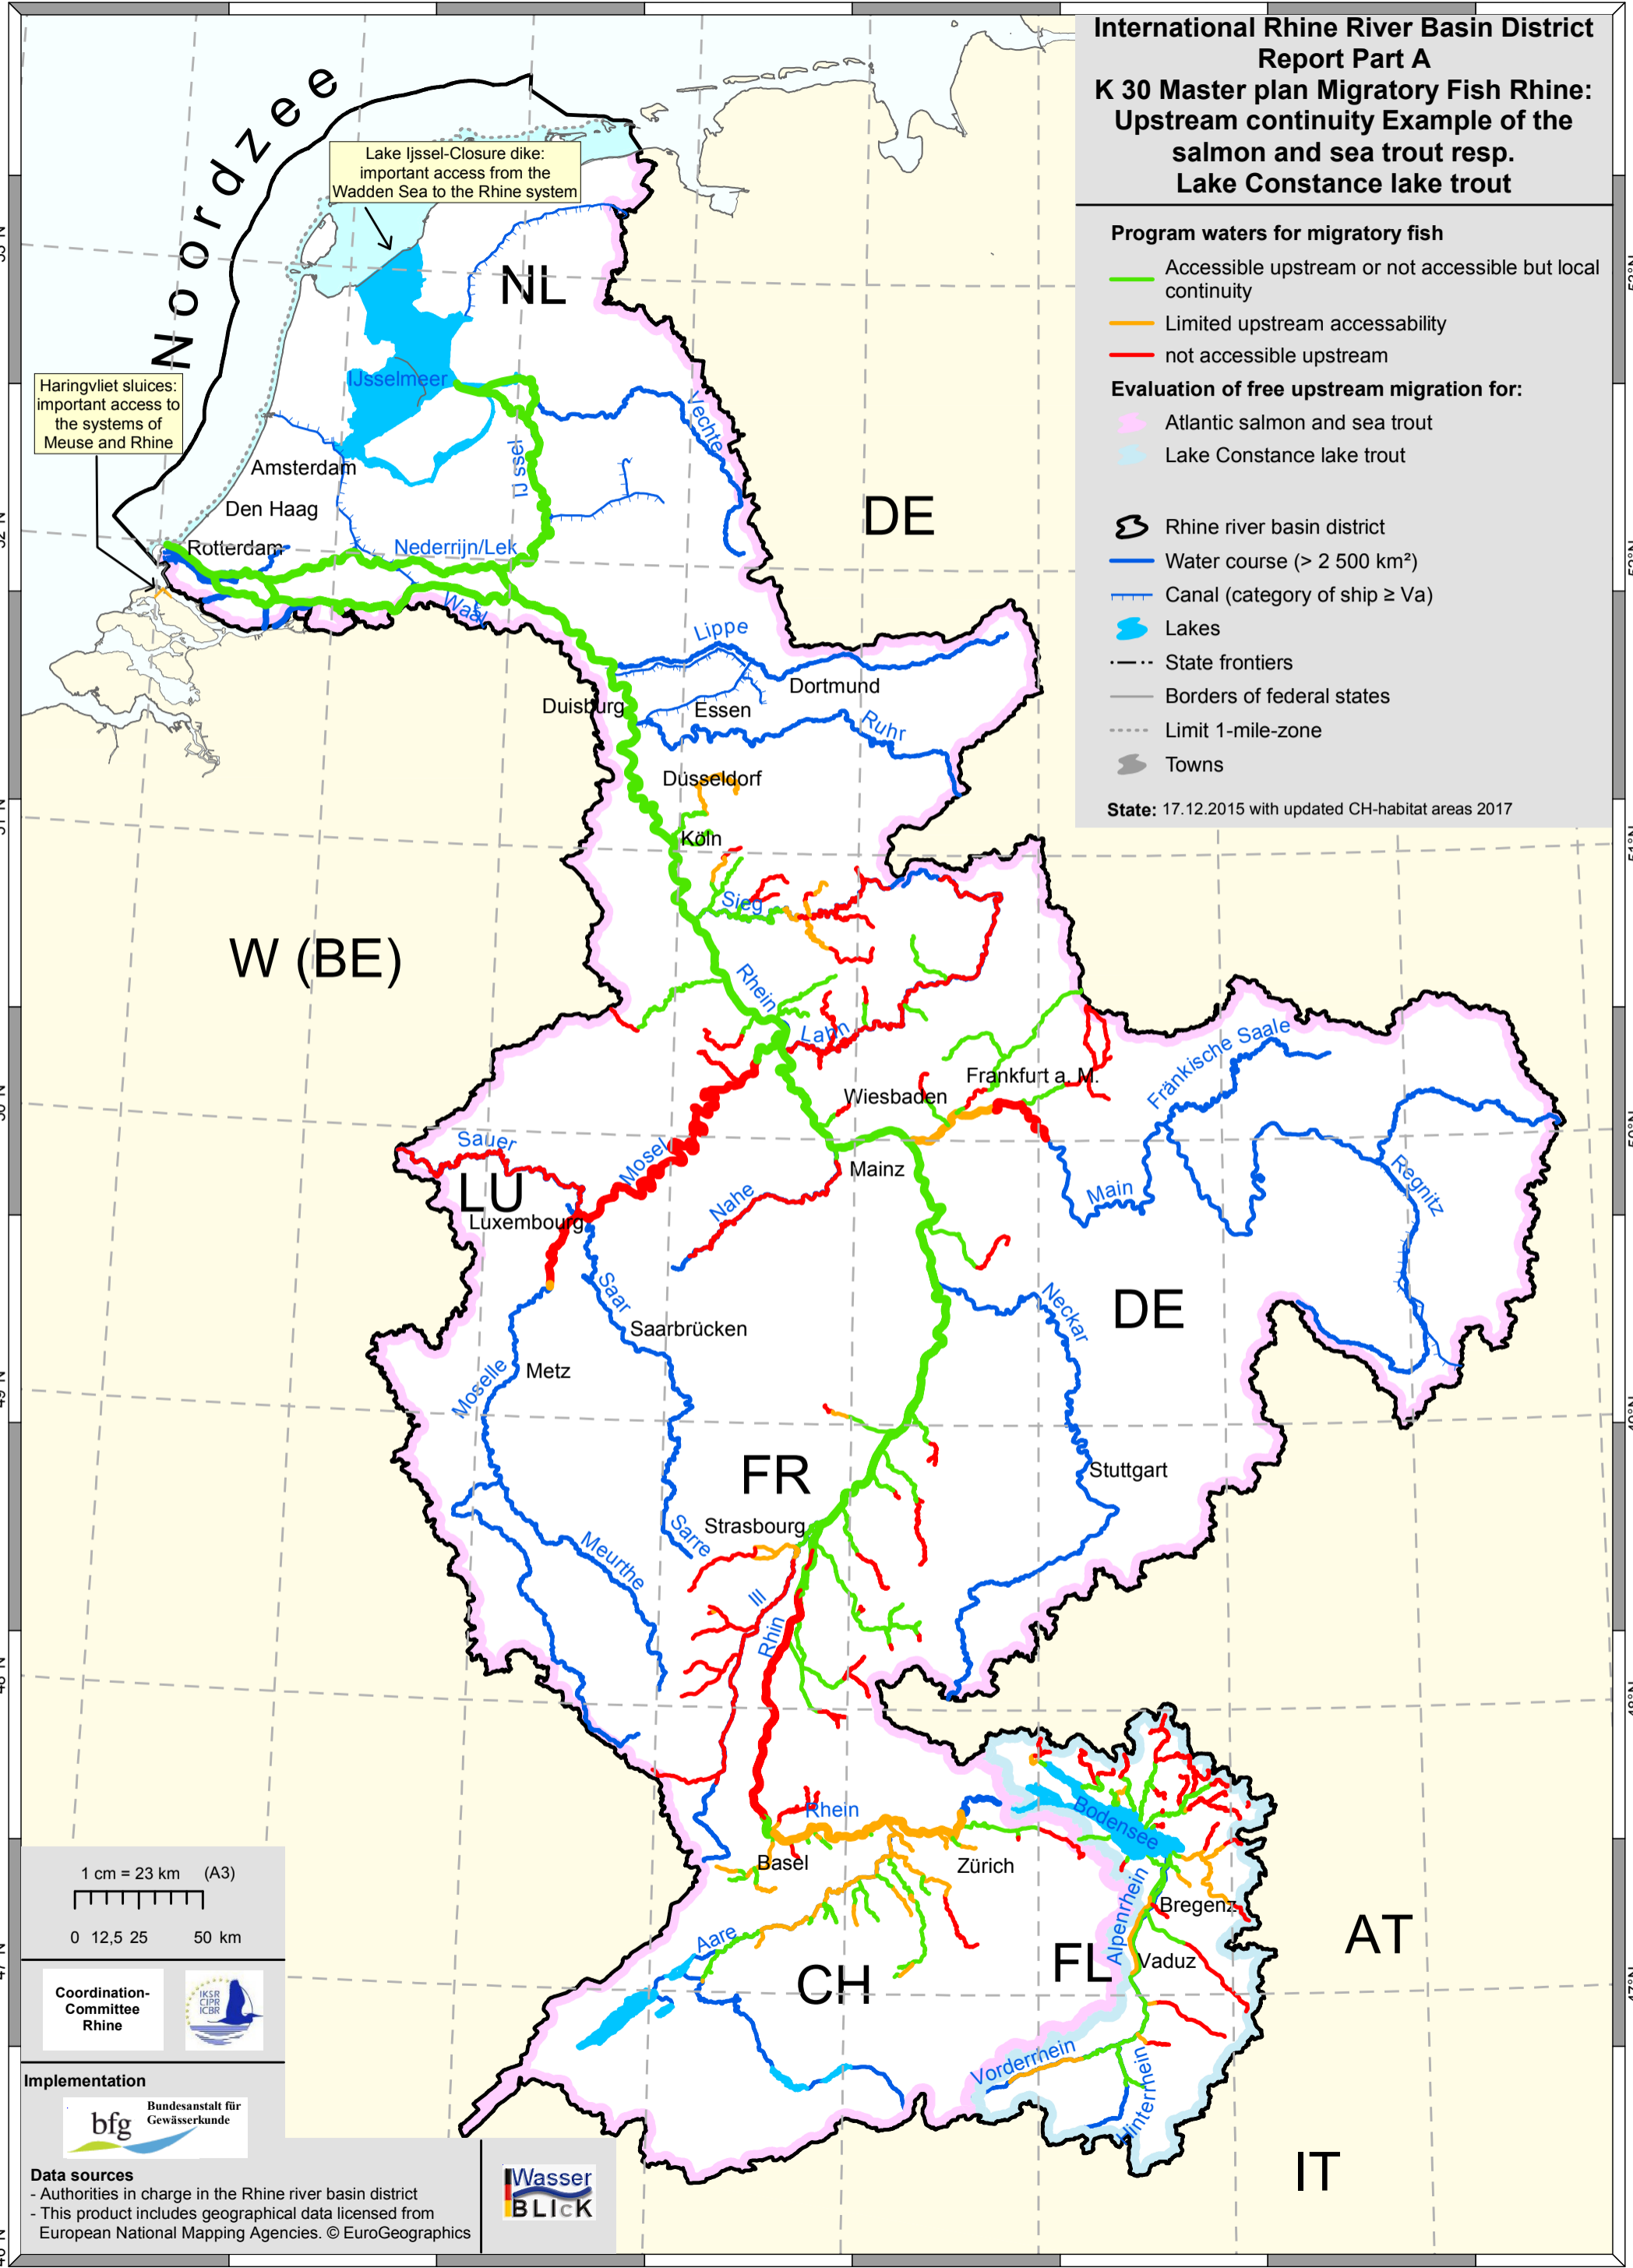 International Rhine River Basin District
Report Part A
K 30 Master plan Migratory Fish Rhine:
Upstream continuity Example of the
salmon and sea trout resp.
Lake Constance lake trout
Program waters for migratory fish
Accessible upstream or not accessible but local
continuity
Limited upstream accessability
not accessible upstream
Evaluation of free upstream migration for:
Atlantic salmon and sea trout
Lake Constance lake trout
Rhine river basin district
Water course (> 2 500 km²)
Canal (category of ship ≥ Va)
Lakes
State frontiers
Borders of federal states
Limit 1-mile-zone
Towns
State: 17.12.2015 with updated CH-habitat areas 2017
Noordzee
Lake Ijssel-Closure dike:
important access from the
Wadden Sea to the Rhine system
NL
Haringvliet sluices:
important access to
the systems of
Meuse and Rhine
IJsselmeer
Vechte
IJssel
Amsterdam
Den Haag
DE
Rotterdam
Nederrijn/Lek
Waal
Lippe
Dortmund
Duisburg
Essen
Ruhr
Düsseldorf
Köln
Sieg
W (BE)
Rhein
Lahn
Fränkische Saale
Frankfurt a. M.
Wiesbaden
Sauer
Mosel
Mainz
LU
Nahe
Main
Regnitz
Luxembourg
Saar
Neckar
DE
Saarbrücken
Metz
Moselle
FR
Stuttgart
Strasbourg
Sarre
Meurthe
Ill
Rhin
Rhein
Bodensee
Basel
Zürich
Bregenz
Alpenrhein
Aare
AT
FL
Vaduz
CH
Vorderrhein
Hinterrhein
IT
53°N
52°N
51°N
50°N
49°N
48°N
47°N
1 cm = 23 km (A3)
0 12,5 25 50 km
Coordination-
Committee
Rhine
IKSR
CIPR
ICBR
Implementation
bfg
Bundesanstalt für
Gewässerkunde
Data sources
- Authorities in charge in the Rhine river basin district
- This product includes geographical data licensed from
European National Mapping Agencies. © EuroGeographics
Wasser
BLIcK